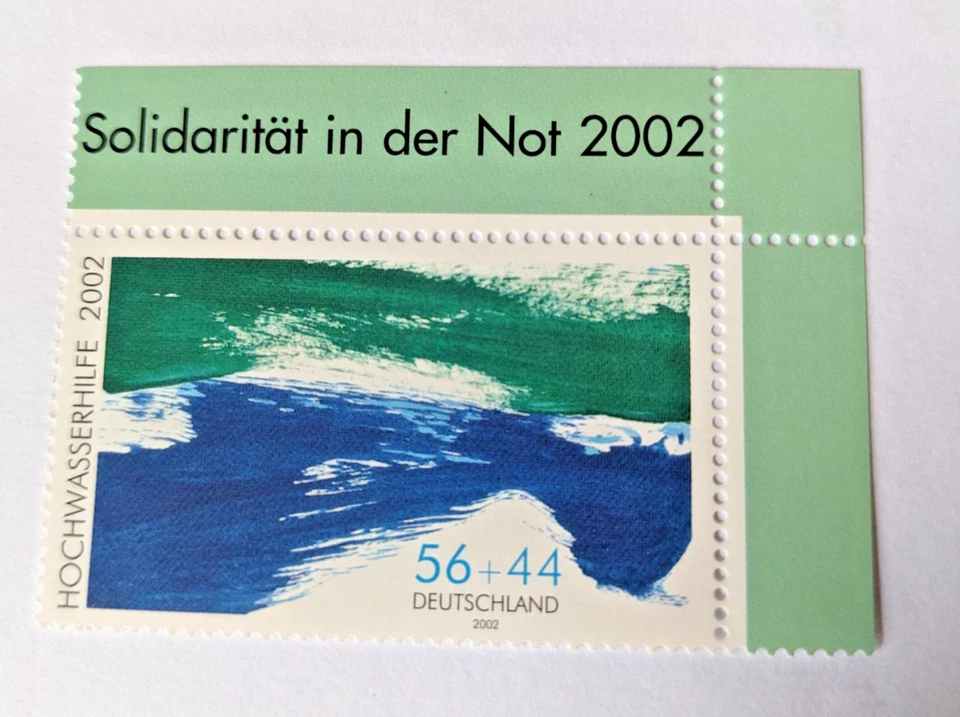 Solidarität in der Not 2002
HOCHWASSERHILFE 2002
56+44
DEUTSCHLAND
2002